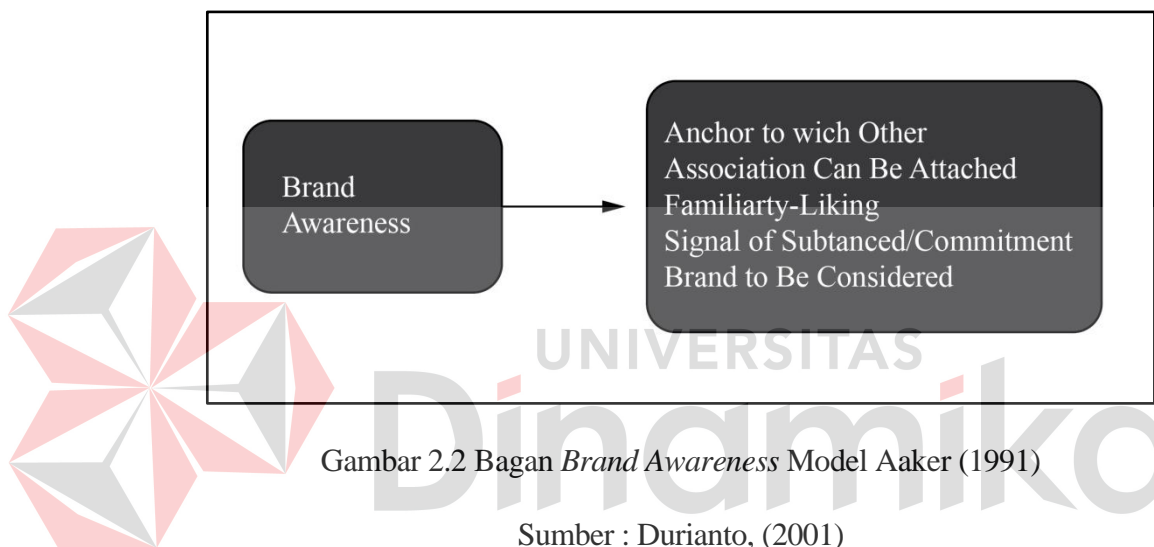 Brand
Awareness
Anchor to wich Other
Association Can Be Attached
Familiarty-Liking
Signal of Subtanced/Commitment
Brand to Be Considered
UNIVERSITAS
Dinamika
Gambar 2.2 Bagan Brand Awareness Model Aaker (1991)
Sumber : Durianto, (2001)